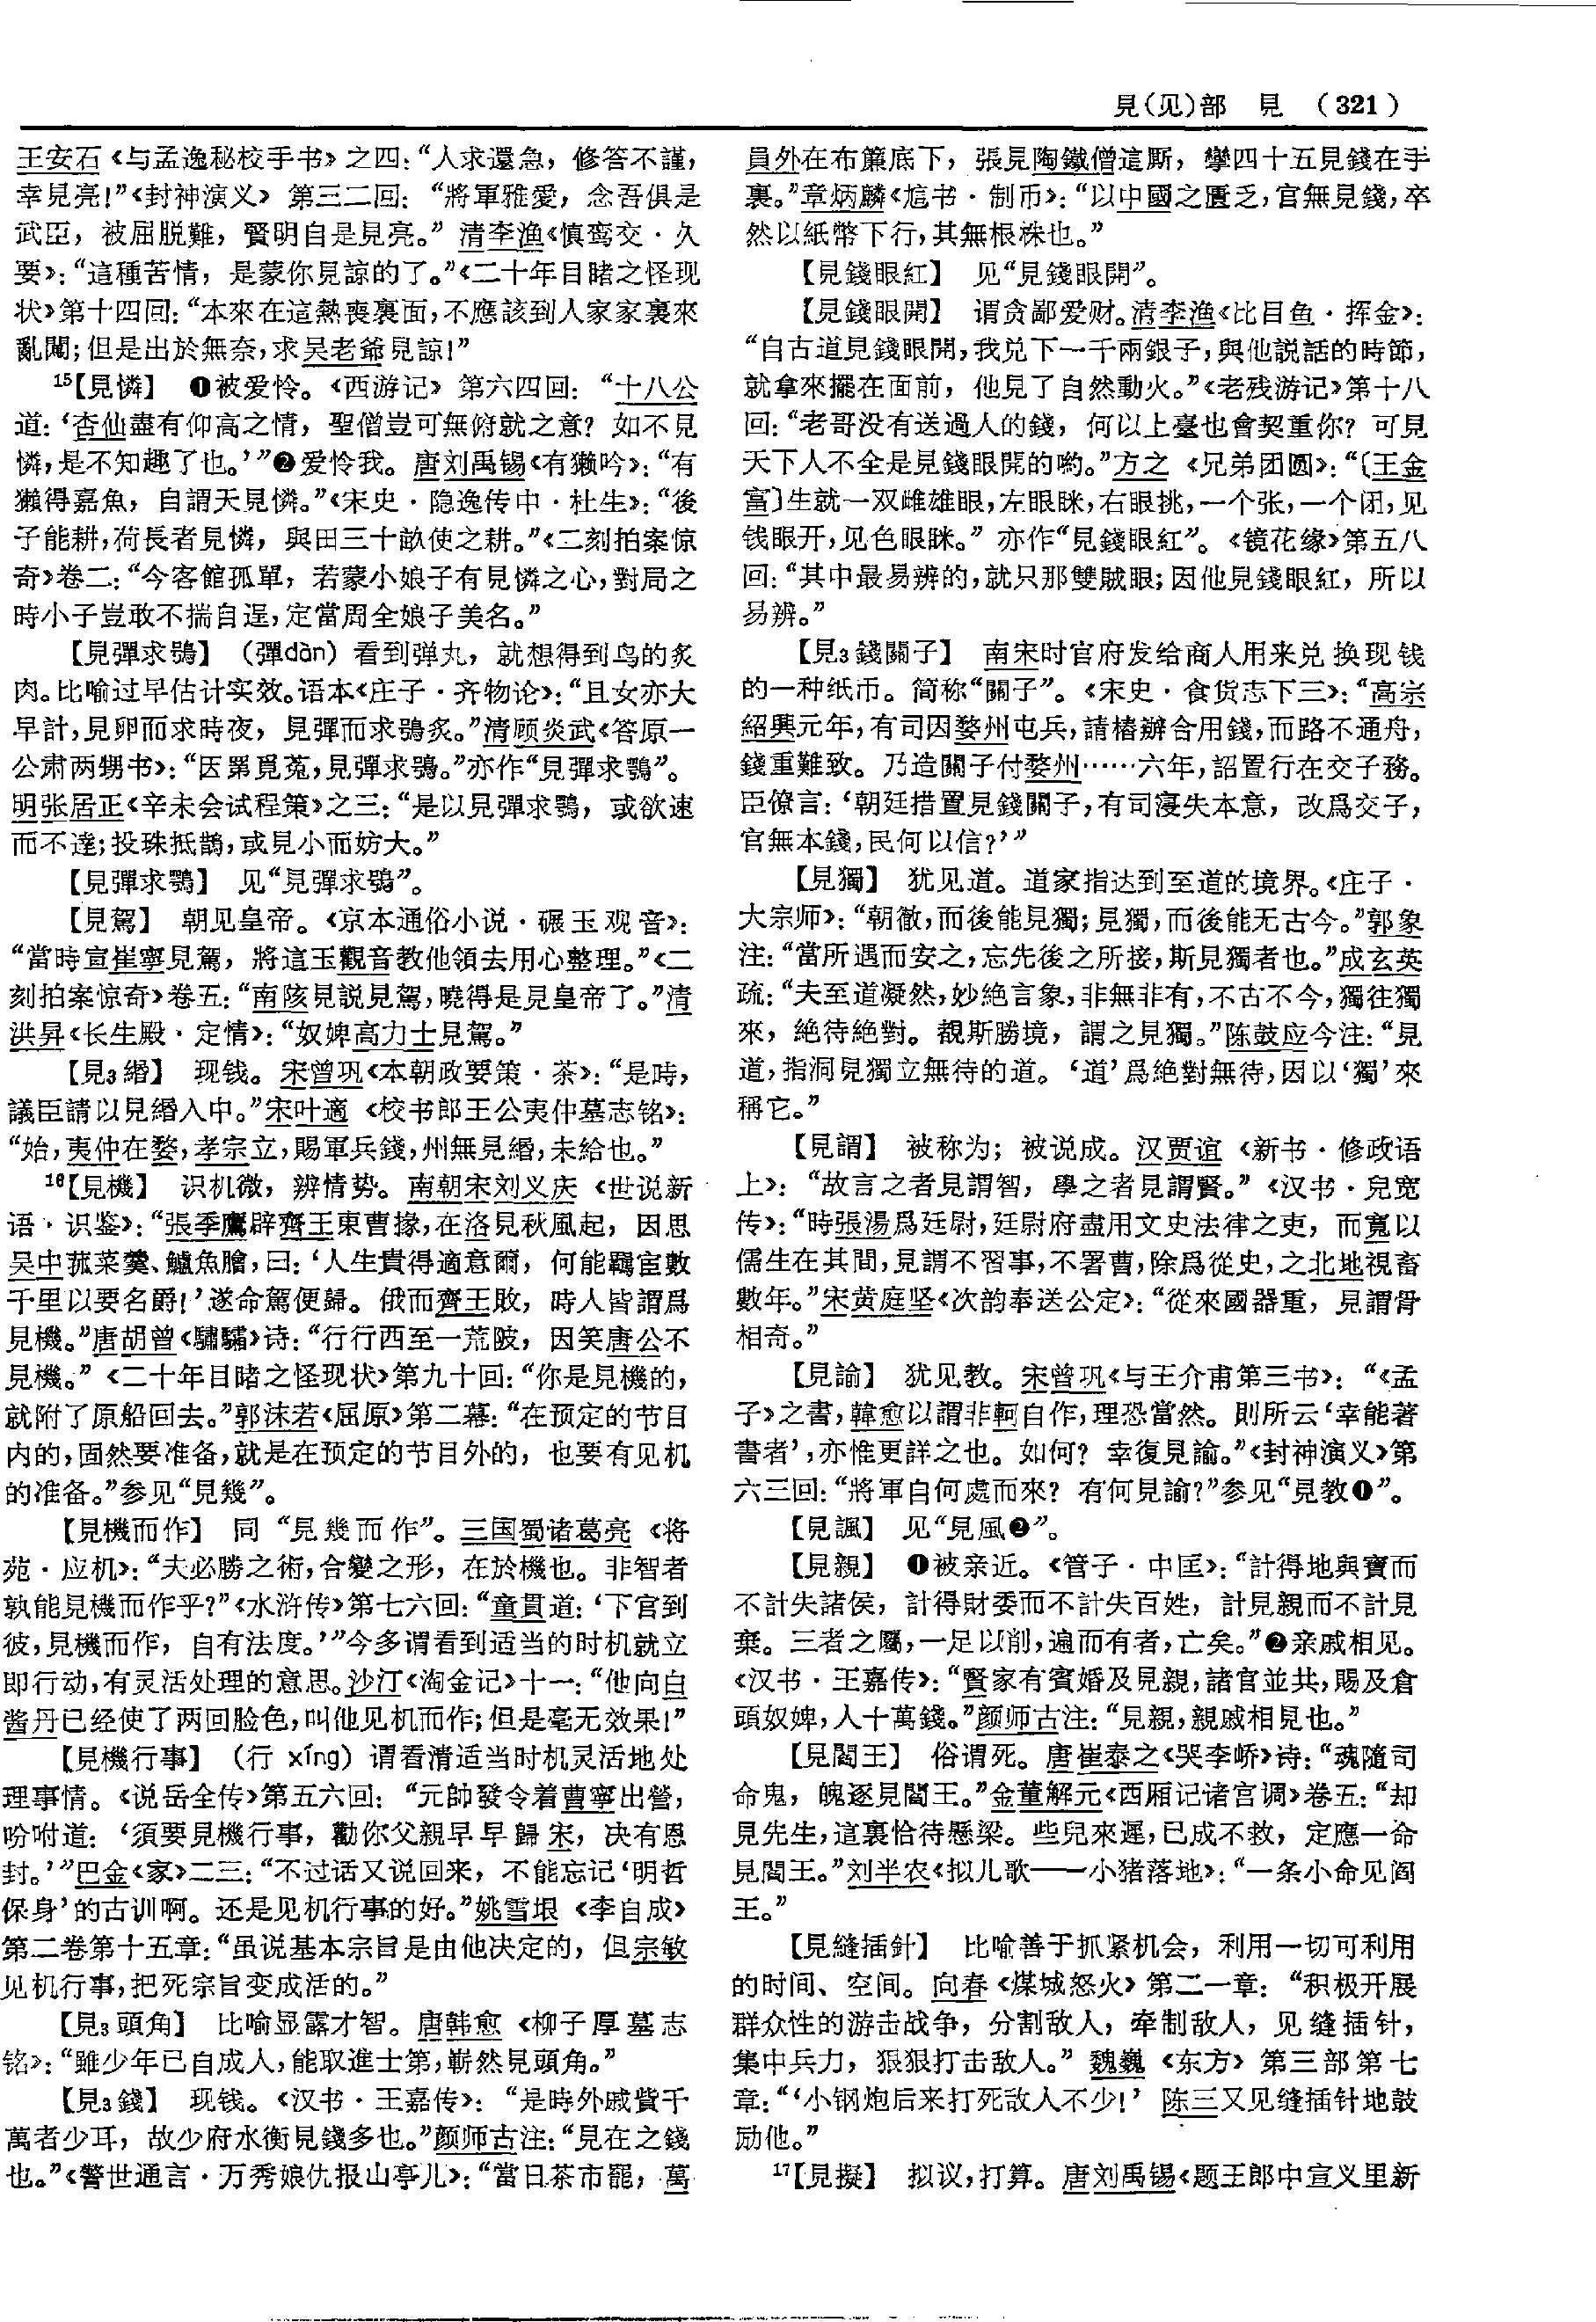 見(见)部　見　(321)
王安石《与孟逸秘校手书》之四：“人求還急，修答不謹，
幸見亮！”《封神演义》第三二回：“將軍雅愛，念吾俱是
武臣，被屈脱難，賢明自是見亮。”清李渔《慎鸾交·久
要》：“這種苦情，是蒙你見諒的了。”《二十年目睹之怪现
状》第十四回：“本來在這熱喪裏面，不應該到人家家裏來
亂闖；但是出於無奈，求吴老爺見諒！”
15【見憐】　❶被爱怜。《西游记》第六四回：“十八公
道：‘杏仙盡有仰高之情，聖僧豈可無俯就之意？如不見
憐，是不知趣了也。’”❷爱怜我。唐刘禹锡《有獭吟》：“有
獺得嘉魚，自謂天見憐。”《宋史·隐逸传中·杜生》：“後
子能耕，荷長者見憐，與田三十畝使之耕。”《二刻拍案惊
奇》卷二：“今客館孤單，若蒙小娘子有見憐之心，對局之
時小子豈敢不揣自逞，定當周全娘子美名。”
【見彈求鴞】　（彈dàn）看到弹丸，就想得到鸟的炙
肉。比喻过早估计实效。语本《庄子·齐物论》：“且女亦大
早計，見卵而求時夜，見彈而求鴞炙。”清顾炎武《答原一
公肃两甥书》：“因罤覓菟，見彈求鴞。”亦作“見彈求鶚”。
明张居正《辛未会试程策》之三：“是以見彈求鶚，或欲速
而不達；投珠抵鵲，或見小而妨大。”
【見彈求鶚】　见“見彈求鴞”。
【見駕】　朝见皇帝。《京本通俗小说·碾玉观音》：
“當時宣崔寧見駕，將這玉觀音教他領去用心整理。”《二
刻拍案惊奇》卷五：“南陔見説見駕，曉得是見皇帝了。”清
洪昇《长生殿·定情》：“奴婢高力士見駕。”
【見3緡】　现钱。宋曾巩《本朝政要策·茶》：“是時，
議臣請以見緡入中。”宋叶適《校书郎王公夷仲墓志铭》：
“始，夷仲在婺，孝宗立，賜軍兵錢，州無見緡，未給也。”
16【見機】　识机微，辨情势。南朝宋刘义庆《世说新
语·识鉴》：“張季鷹辟齊王東曹掾，在洛見秋風起，因思
吴中菰菜羹、鱸魚膾，曰：‘人生貴得適意爾，何能羈宦數
千里以要名爵！’遂命駕便歸。俄而齊王敗，時人皆謂爲
見機。”唐胡曾《驌驦》诗：“行行西至一荒陂，因笑唐公不
見機。”《二十年目睹之怪现状》第九十回：“你是見機的，
就附了原船回去。”郭沫若《屈原》第二幕：“在预定的节目
内的，固然要准备，就是在预定的节目外的，也要有见机
的准备。”参见“見幾”。
【見機而作】　同“見幾而作”。三国蜀诸葛亮《将
苑·应机》：“夫必勝之術，合變之形，在於機也。非智者
孰能見機而作乎？”《水浒传》第七六回：“童貫道：‘下官到
彼，見機而作，自有法度。’”今多谓看到适当的时机就立
即行动，有灵活处理的意思。沙汀《淘金记》十一：“他向白
酱丹已经使了两回脸色，叫他见机而作；但是毫无效果！”
【見機行事】　（行 xíng）谓看清适当时机灵活地处
理事情。《说岳全传》第五六回：“元帥發令着曹寧出營，
吩咐道：‘須要見機行事，勸你父親早早歸宋，决有恩
封。’”巴金《家》二三：“不过话又说回来，不能忘记‘明哲
保身’的古训啊。还是见机行事的好。”姚雪垠《李自成》
第二卷第十五章：“虽说基本宗旨是由他决定的，但宗敏
见机行事，把死宗旨变成活的。”
【見3頭角】　比喻显露才智。唐韩愈《柳子厚墓志
铭》：“雖少年已自成人，能取進士第，嶄然見頭角。”
【見3錢】　现钱。《汉书·王嘉传》：“是時外戚貲千
萬者少耳，故少府水衡見錢多也。”颜师古注：“見在之錢
也。”《警世通言·万秀娘仇报山亭儿》：“當日茶市罷，萬
員外在布簾底下，張見陶鐵僧這厮，㩪四十五見錢在手
裏。”章炳麟《訄书·制币》：“以中國之匱乏，官無見錢，卒
然以紙幣下行，其無根株也。”
【見錢眼紅】　见“見錢眼開”。
【見錢眼開】　谓贪鄙爱财。清李渔《比目鱼·挥金》：
“自古道見錢眼開，我兑下一千兩銀子，與他説話的時節，
就拿來擺在面前，他見了自然動火。”《老残游记》第十八
回：“老哥没有送過人的錢，何以上臺也會契重你？可見
天下人不全是見錢眼開的喲。”方之《兄弟团圆》：“〔王金
富〕生就一双雌雄眼，左眼眯，右眼挑，一个张，一个闭，见
钱眼开，见色眼眯。”亦作“見錢眼紅”。《镜花缘》第五八
回：“其中最易辨的，就只那雙賊眼；因他見錢眼紅，所以
易辨。”
【見3錢關子】　南宋时官府发给商人用来兑换现钱
的一种纸币。简称“關子”。《宋史·食货志下三》：“高宗
紹興元年，有司因婺州屯兵，請樁辦合用錢，而路不通舟，
錢重難致。乃造關子付婺州……六年，詔置行在交子務。
臣僚言：‘朝廷措置見錢關子，有司寖失本意，改爲交子，
官無本錢，民何以信？’”
【見獨】　犹见道。道家指达到至道的境界。《庄子·
大宗师》：“朝徹，而後能見獨；見獨，而後能无古今。”郭象
注：“當所遇而安之，忘先後之所接，斯見獨者也。”成玄英
疏：“夫至道凝然，妙絶言象，非無非有，不古不今，獨往獨
來，絶待絶對。覩斯勝境，謂之見獨。”陈鼓应今注：“見
道，指洞見獨立無待的道。‘道’爲絶對無待，因以‘獨’來
稱它。”
【見謂】　被称为；被说成。汉贾谊《新书·修政语
上》：“故言之者見謂智，學之者見謂賢。”《汉书·兒宽
传》：“時張湯爲廷尉，廷尉府盡用文史法律之吏，而寬以
儒生在其間，見謂不習事，不署曹，除爲從史，之北地視畜
數年。”宋黄庭坚《次韵奉送公定》：“從來國器重，見謂骨
相奇。”
【見諭】　犹见教。宋曾巩《与王介甫第三书》：“《孟
子》之書，韓愈以謂非軻自作，理恐當然。則所云‘幸能著
書者’，亦惟更詳之也。如何？幸復見諭。”《封神演义》第
六三回：“將軍自何處而來？有何見諭？”参见“見教❶”。
【見諷】　见“見風❷”。
【見親】　❶被亲近。《管子·中匡》：“計得地與寶而
不計失諸侯，計得財委而不計失百姓，計見親而不計見
棄。三者之屬，一足以削，遍而有者，亡矣。”❷亲戚相见。
《汉书·王嘉传》：“賢家有賓婚及見親，諸官並共，賜及倉
頭奴婢，人十萬錢。”颜师古注：“見親，親戚相見也。”
【見閻王】　俗谓死。唐崔泰之《哭李峤》诗：“魂隨司
命鬼，魄逐見閻王。”金董解元《西厢记诸宫调》卷五：“却
見先生，這裏恰待懸梁。些兒來遲，已成不救，定應一命
見閻王。”刘半农《拟儿歌——小猪落地》：“一条小命见阎
王。”
【見縫插針】　比喻善于抓紧机会，利用一切可利用
的时间、空间。向春《煤城怒火》第二一章：“积极开展
群众性的游击战争，分割敌人，牵制敌人，见缝插针，
集中兵力，狠狠打击敌人。”魏巍《东方》第三部第七
章：“‘小钢炮后来打死敌人不少！’陈三又见缝插针地鼓
励他。”
17【見擬】　拟议，打算。唐刘禹锡《题王郎中宣义里新